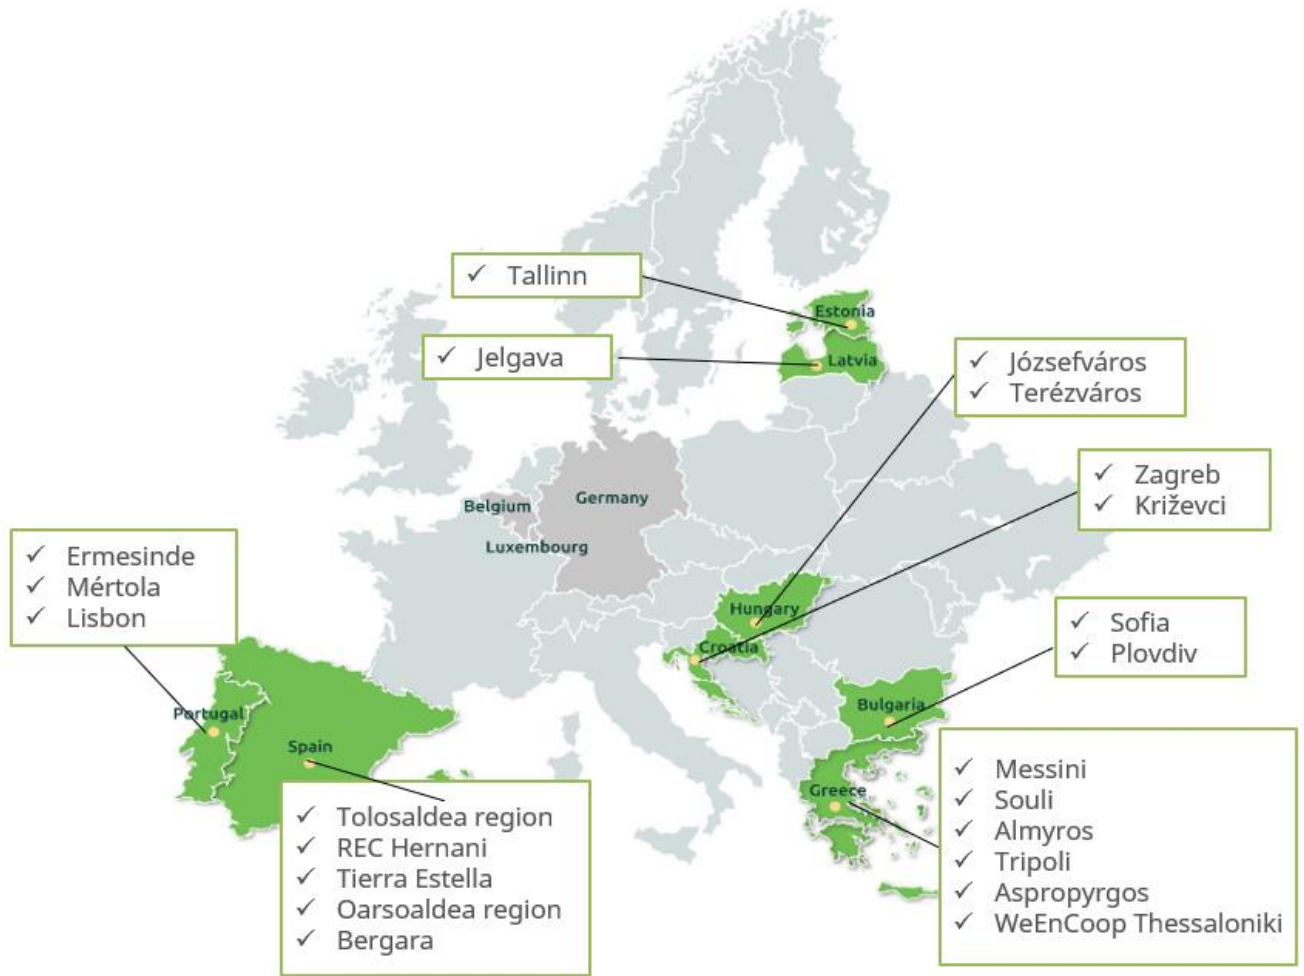 ✓ Tallinn
Estonia
✓ Jelgava
Latvia
✓ Józsefváros
✓ Terézváros
✓ Zagreb
✓ Križevci
Belgium
Germany
Luxembourg
✓ Ermesinde
✓ Mértola
✓ Lisbon
Hungary
Croatia
✓ Sofia
✓ Plovdiv
Bulgaria
Portugal
Spain
✓ Tolosaldea region
✓ REC Hernani
✓ Tierra Estella
✓ Oarsoaldea region
✓ Bergara
Greece
✓ Messini
✓ Souli
✓ Almyros
✓ Tripoli
✓ Aspropyrgos
✓ WeEnCoop Thessaloniki